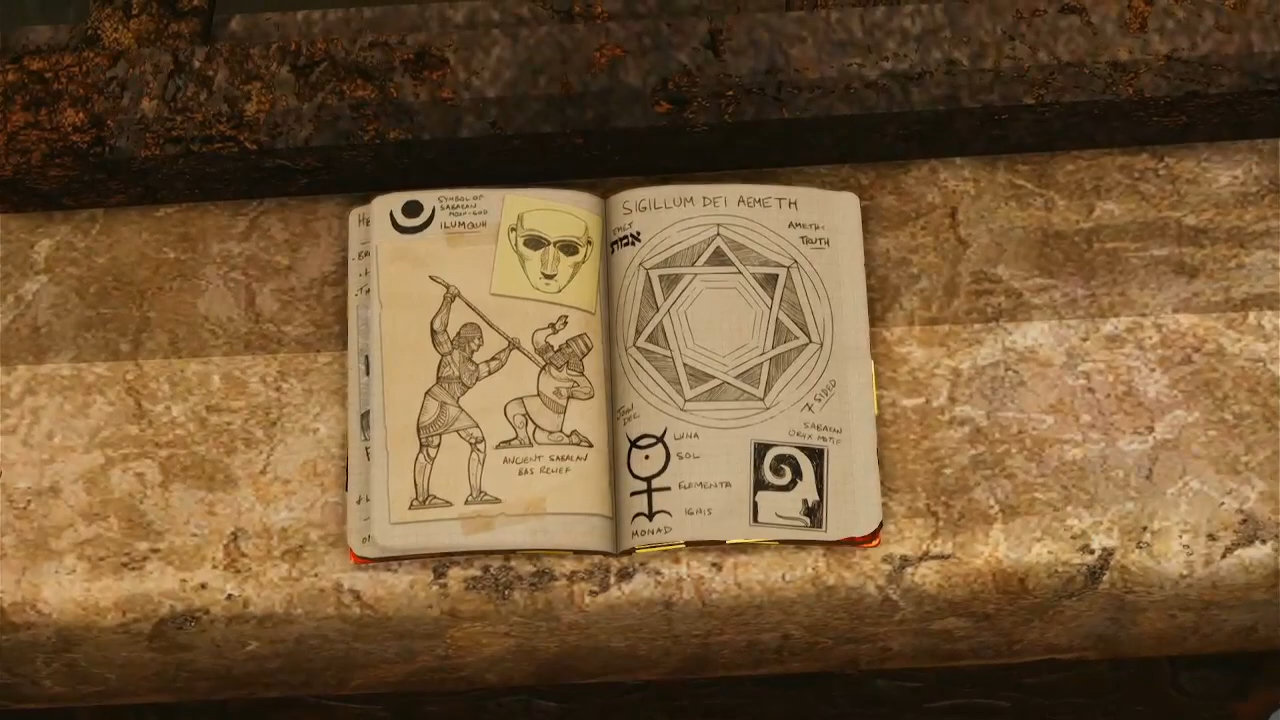 SYMBOL OF
SABAEAN
MOON-GOD
ILUMQUH
ANCIENT SABAEAN
BAS RELIEF
SIGILLUM DEI AEMETH
EMET
אמת
AMETH:
TRUTH
7 SIDED
JOHN
DEE
LUNA
SOL
ELEMENTA
IGNIS
MONAD
SABAEAN
ORYX MOTIF